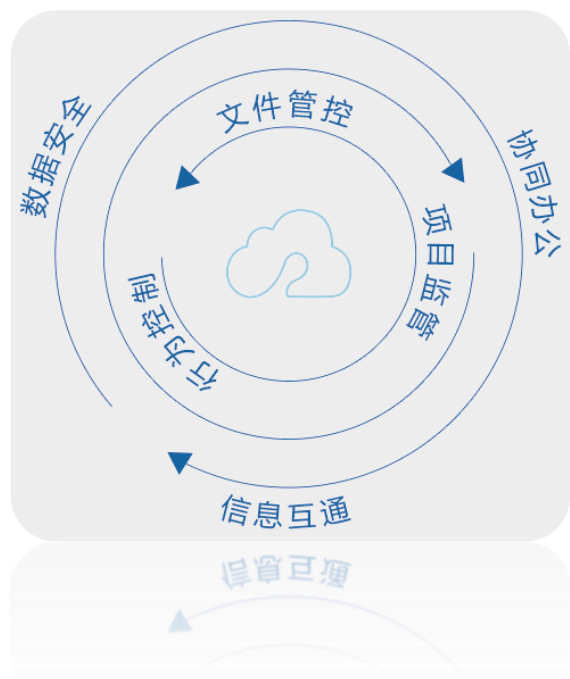 文件管控
数据安全
协同办公
项目监管
行为控制
信息互通